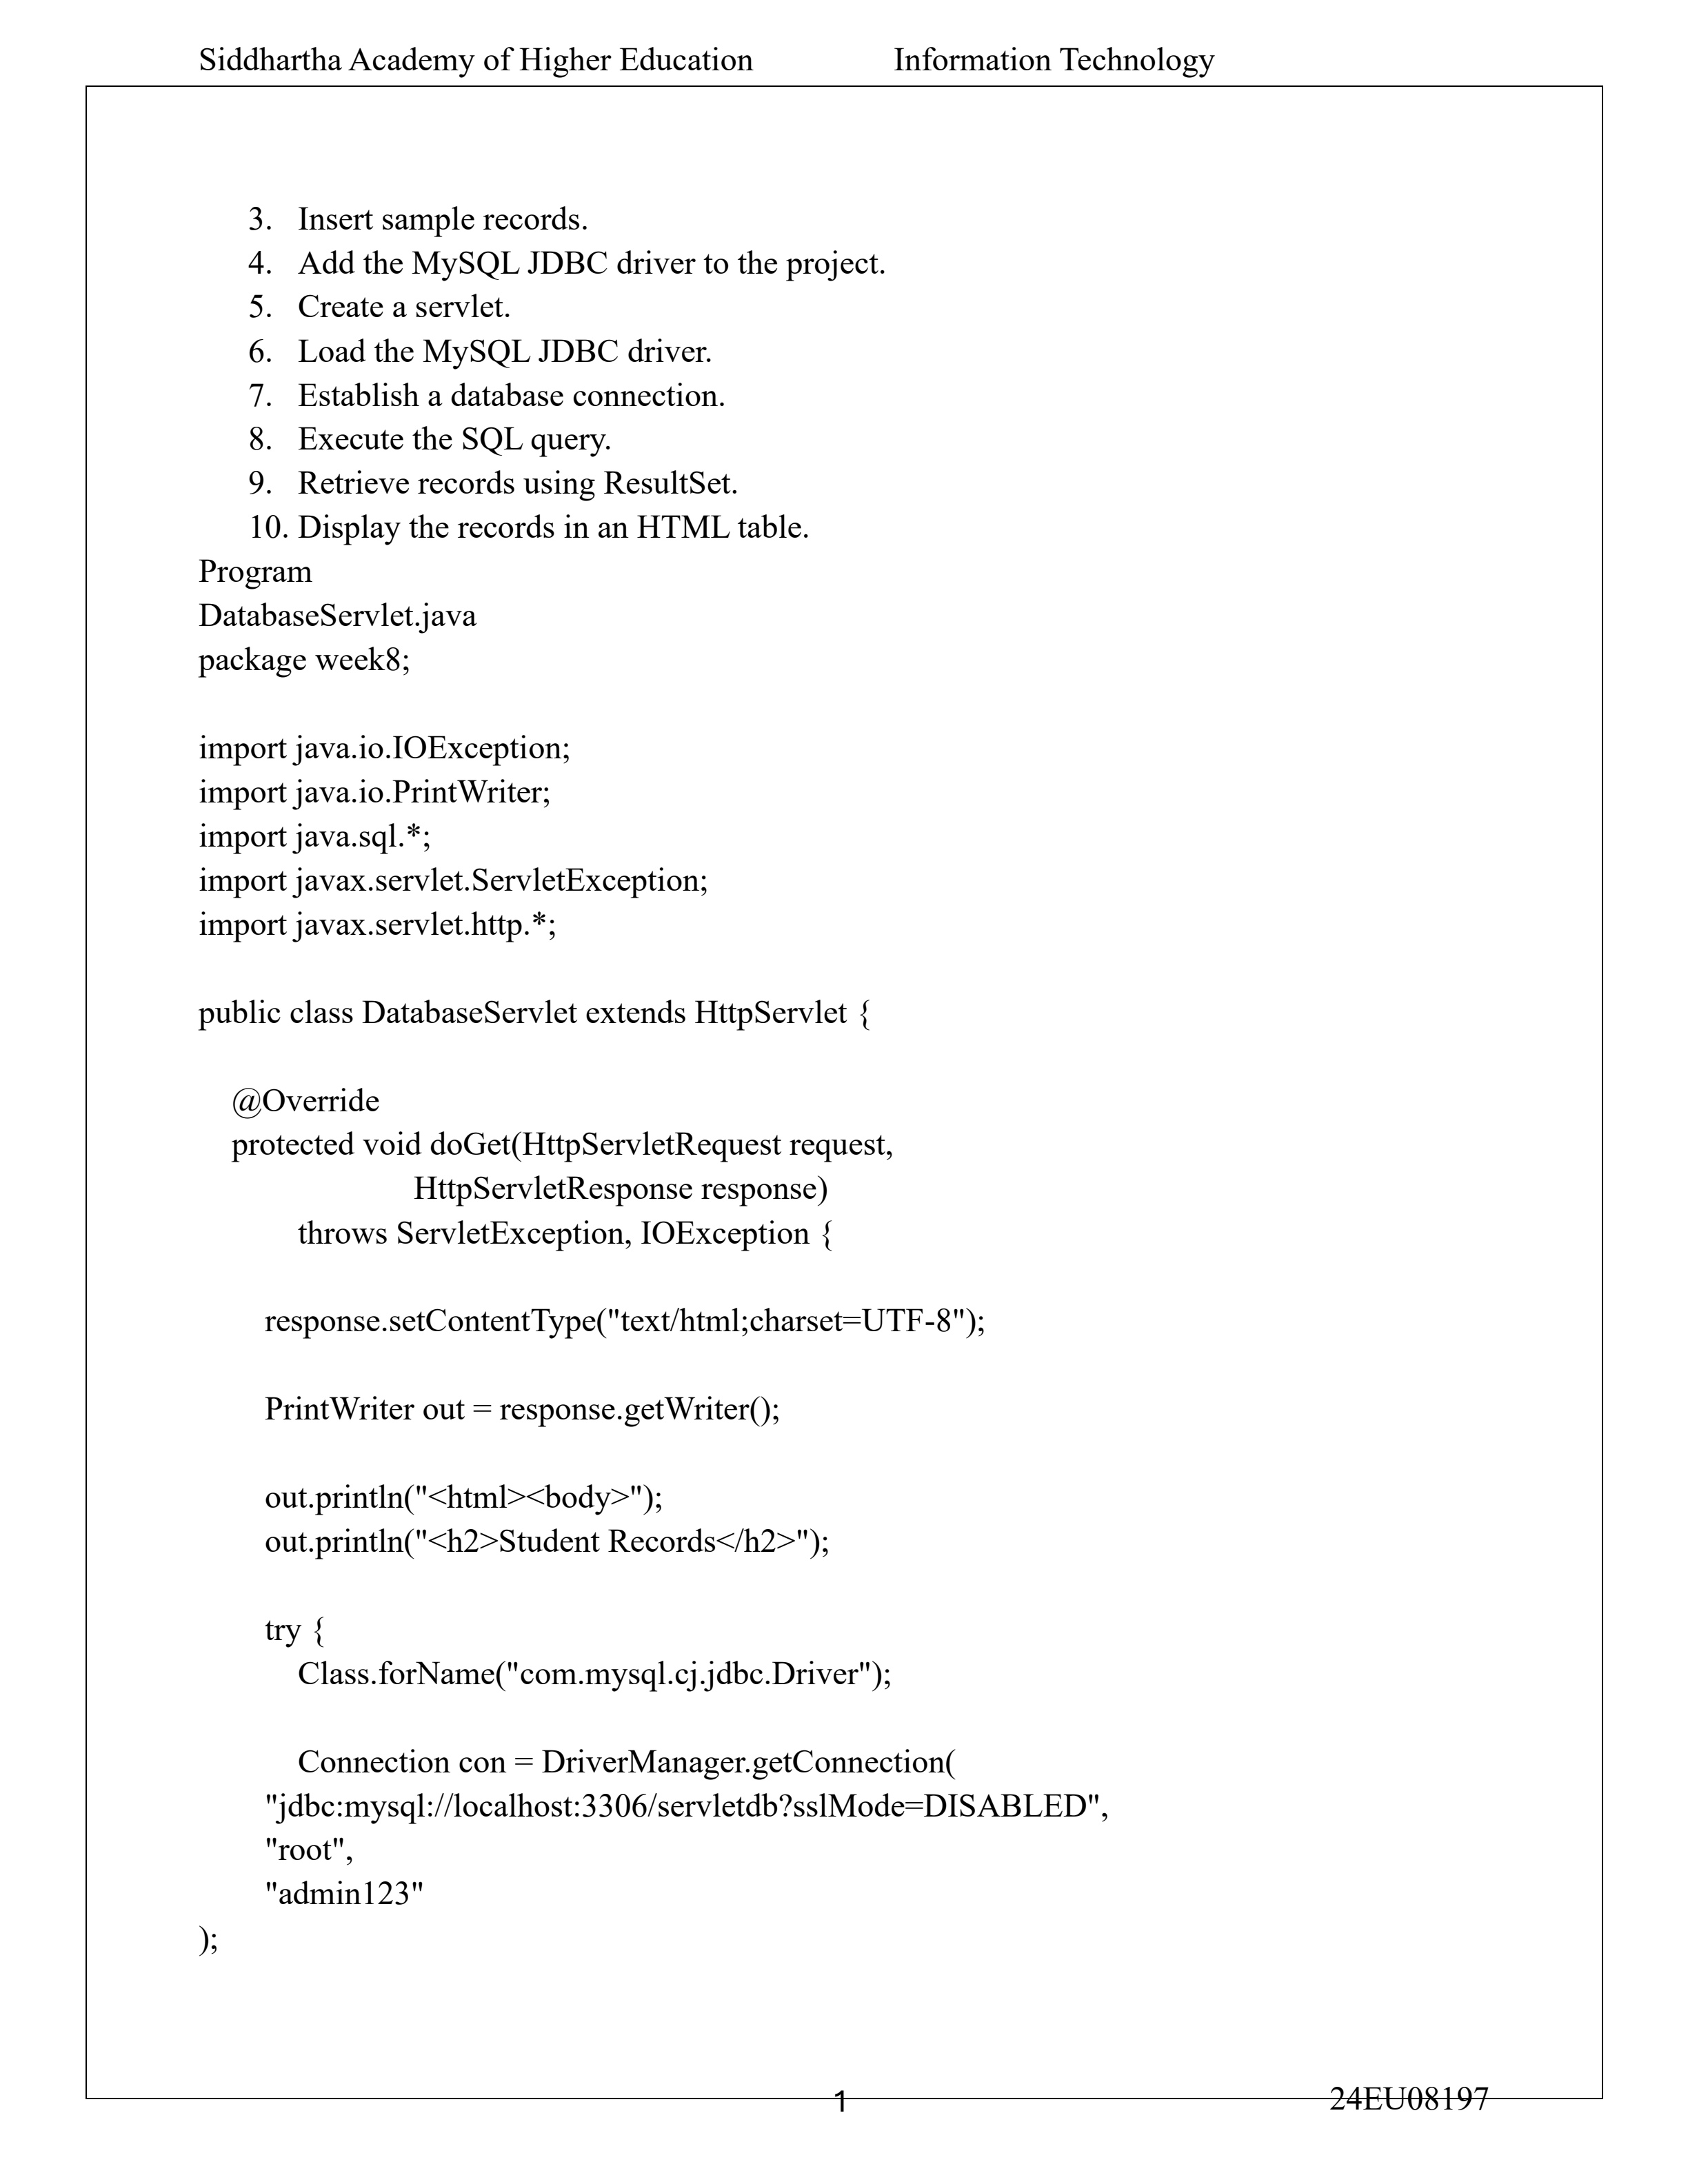 Siddhartha Academy of Higher Education Information Technology
3. Insert sample records.
4. Add the MySQL JDBC driver to the project.
5. Create a servlet.
6. Load the MySQL JDBC driver.
7. Establish a database connection.
8. Execute the SQL query.
9. Retrieve records using ResultSet.
10. Display the records in an HTML table.
Program
DatabaseServlet.java
package week8;
import java.io.IOException;
import java.io.PrintWriter;
import java.sql.*;
import javax.servlet.ServletException;
import javax.servlet.http.*;
public class DatabaseServlet extends HttpServlet {
@Override
protected void doGet(HttpServletRequest request,
HttpServletResponse response)
throws ServletException, IOException {
response.setContentType("text/html;charset=UTF-8");
PrintWriter out = response.getWriter();
out.println("<html><body>");
out.println("<h2>Student Records</h2>");
try {
Class.forName("com.mysql.cj.jdbc.Driver");
Connection con = DriverManager.getConnection(
"jdbc:mysql://localhost:3306/servletdb?sslMode=DISABLED",
"root",
"admin123"
);
1 24EU08197